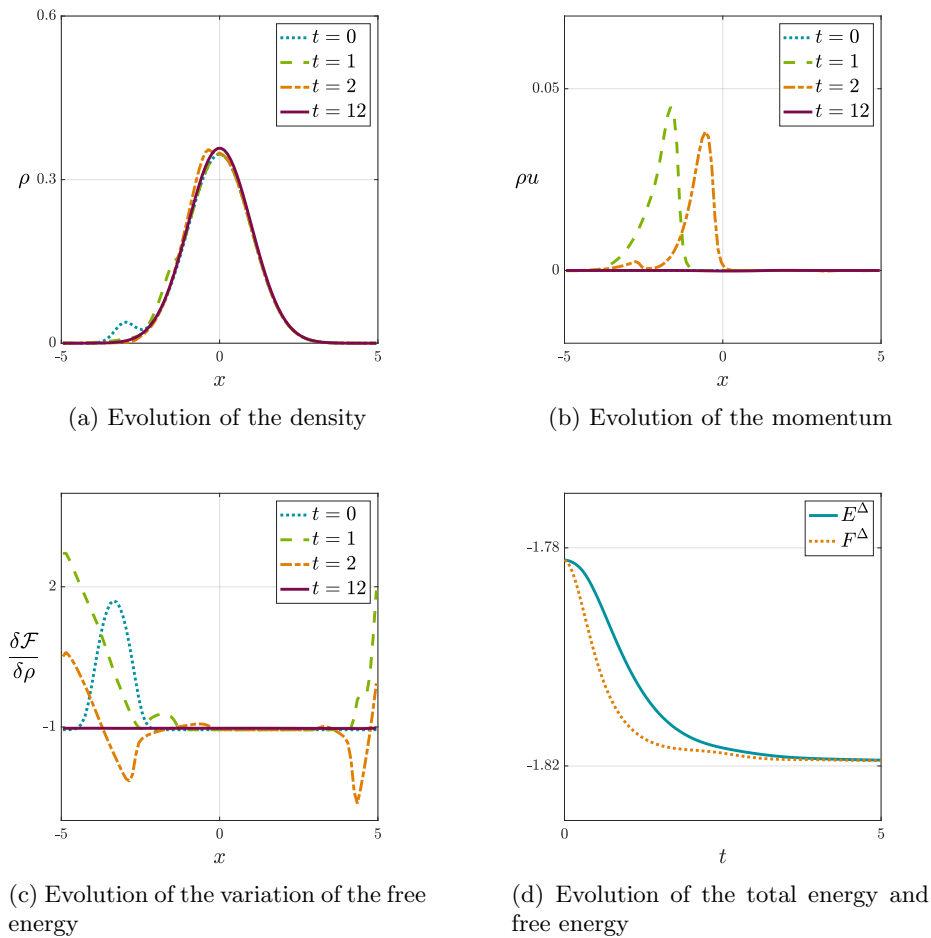 0.6
t = 0
t = 1
t = 2
t = 12
ρ
0.3
0
-5
0
5
x
(a) Evolution of the density
t = 0
t = 1
t = 2
t = 12
0.05
ρu
0
-5
0
5
x
(b) Evolution of the momentum
t = 0
t = 1
t = 2
t = 12
2
δF
δρ
-1
-5
0
5
x
(c) Evolution of the variation of the free
energy
E^Δ
F^Δ
-1.78
-1.82
0
5
t
(d) Evolution of the total energy and
free energy